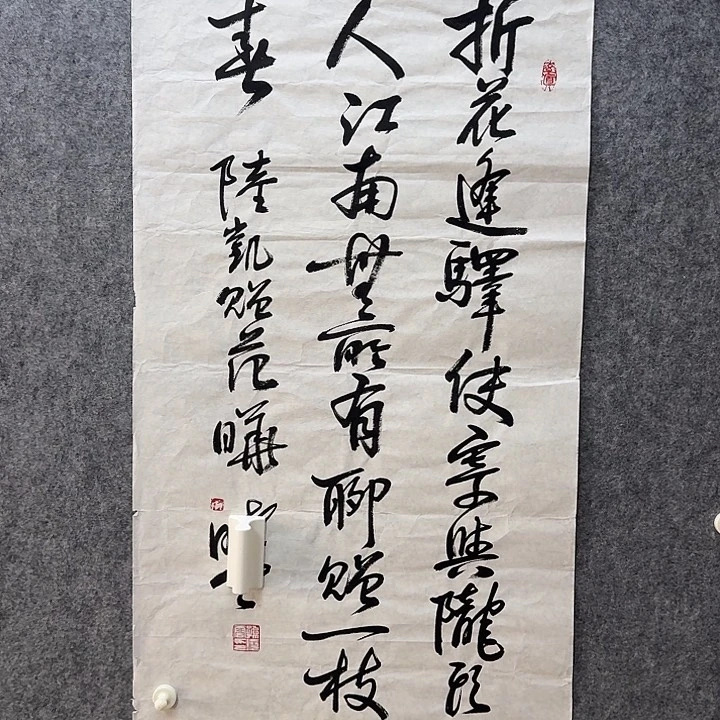 折花逢驛使寄與隴頭
人江南無所有聊贈一枝
春 陸凱贈范曄